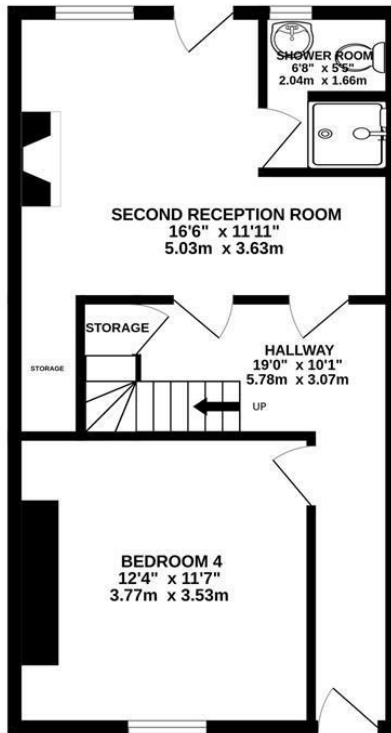 SHOWER ROOM
6'8" x 5'5"
2.04m x 1.66m
SECOND RECEPTION ROOM
16'6" x 11'11"
5.03m x 3.63m
STORAGE
STORAGE
HALLWAY
19'0" x 10'1"
5.78m x 3.07m
UP
BEDROOM 4
12'4" x 11'7"
3.77m x 3.53m